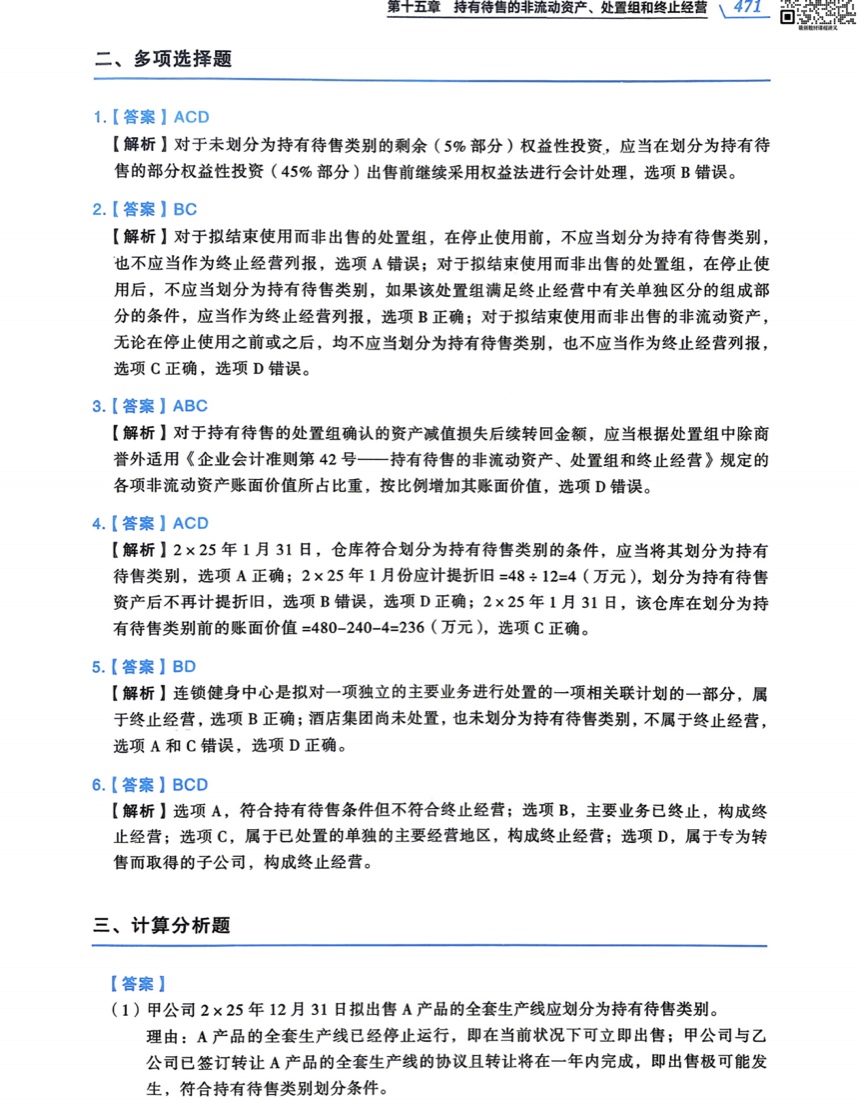 第十五章 持有待售的非流动资产、处置组和终止经营 471
二、多项选择题
1.【答案】ACD
【解析】对于未划分为持有待售类别的剩余（5% 部分）权益性投资，应当在划分为持有待
售的部分权益性投资（45% 部分）出售前继续采用权益法进行会计处理，选项 B 错误。
2.【答案】BC
【解析】对于拟结束使用而非出售的处置组，在停止使用前，不应当划分为持有待售类别，
也不应当作为终止经营列报，选项 A 错误；对于拟结束使用而非出售的处置组，在停止使
用后，不应当划分为持有待售类别，如果该处置组满足终止经营中有关单独区分的组成部
分的条件，应当作为终止经营列报，选项 B 正确；对于拟结束使用而非出售的非流动资产，
无论在停止使用之前或之后，均不应当划分为持有待售类别，也不应当作为终止经营列报，
选项 C 正确，选项 D 错误。
3.【答案】ABC
【解析】对于持有待售的处置组确认的资产减值损失后续转回金额，应当根据处置组中除商
誉外适用《企业会计准则第 42 号——持有待售的非流动资产、处置组和终止经营》规定的
各项非流动资产账面价值所占比重，按比例增加其账面价值，选项 D 错误。
4.【答案】ACD
【解析】2×25 年 1 月 31 日，仓库符合划分为持有待售类别的条件，应当将其划分为持有
待售类别，选项 A 正确；2×25 年 1 月份应计提折旧 =48÷12=4（万元），划分为持有待售
资产后不再计提折旧，选项 B 错误，选项 D 正确；2×25 年 1 月 31 日，该仓库在划分为持
有待售类别前的账面价值 =480-240-4=236（万元），选项 C 正确。
5.【答案】BD
【解析】连锁健身中心是拟对一项独立的主要业务进行处置的一项相关联计划的一部分，属
于终止经营，选项 B 正确；酒店集团尚未处置，也未划分为持有待售类别，不属于终止经营，
选项 A 和 C 错误，选项 D 正确。
6.【答案】BCD
【解析】选项 A，符合持有待售条件但不符合终止经营；选项 B，主要业务已终止，构成终
止经营；选项 C，属于已处置的单独的主要经营地区，构成终止经营；选项 D，属于专为转
售而取得的子公司，构成终止经营。
三、计算分析题
【答案】
（1）甲公司 2×25 年 12 月 31 日拟出售 A 产品的全套生产线应划分为持有待售类别。
理由：A 产品的全套生产线已经停止运行，即在当前状况下可立即出售；甲公司与乙
公司已签订转让 A 产品的全套生产线的协议且转让将在一年内完成，即出售极可能发
生，符合持有待售类别划分条件。